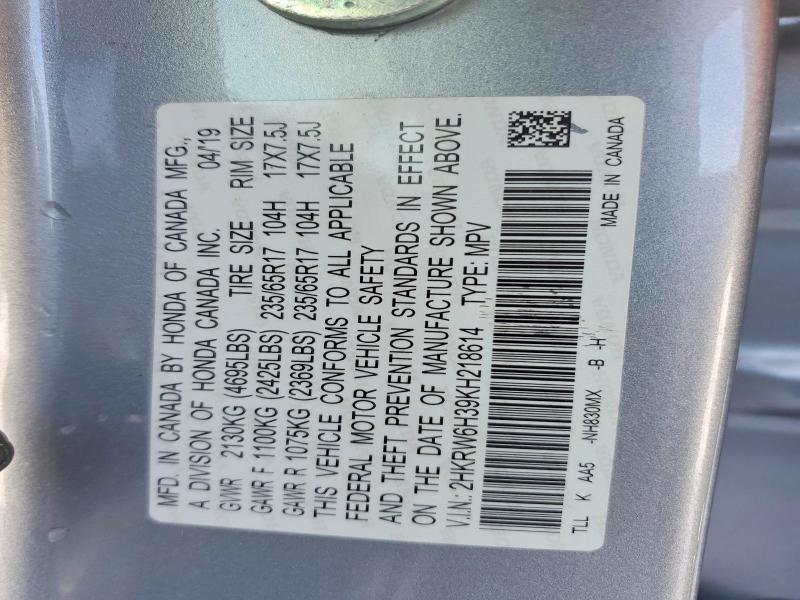 MFD. IN CANADA BY HONDA OF CANADA MFG.,
A DIVISION OF HONDA CANADA INC. 04/19
GVWR 2130KG (4695LBS) TIRE SIZE RIM SIZE
GAWR F 1100KG (2425LBS) 235/65R17 104H 17X7.5J
GAWR R 1075KG (2369LBS) 235/65R17 104H 17X7.5J
THIS VEHICLE CONFORMS TO ALL APPLICABLE
FEDERAL MOTOR VEHICLE SAFETY
AND THEFT PREVENTION STANDARDS IN EFFECT
ON THE DATE OF MANUFACTURE SHOWN ABOVE.
V.I.N.: 2HKRW6H39KH218614 TYPE: MPV
TLL K AA5 -NH830MX -B -H
MADE IN CANADA